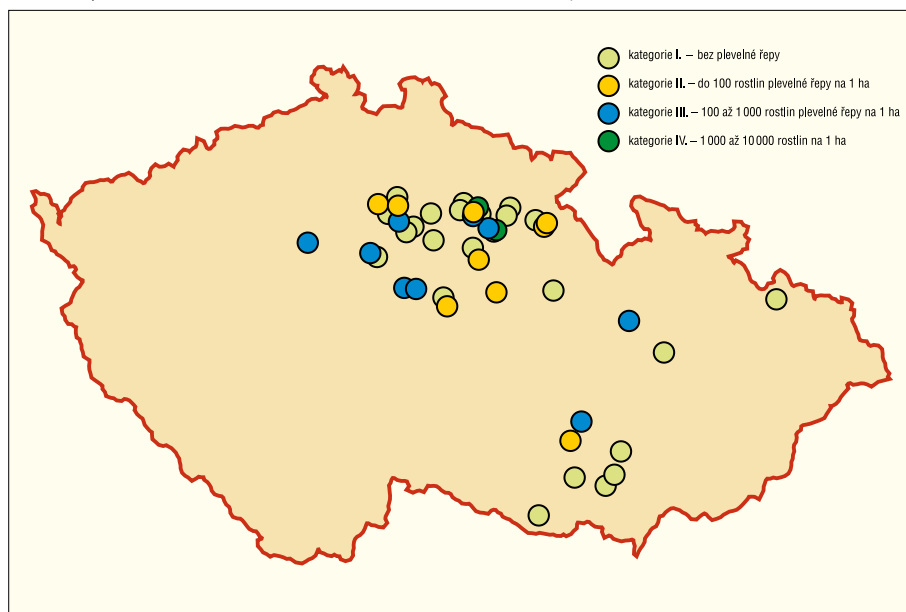 kategorie I. – bez plevelné řepy
kategorie II. – do 100 rostlin plevelné řepy na 1 ha
kategorie III. – 100 až 1 000 rostlin plevelné řepy na 1 ha
kategorie IV. – 1 000 až 10 000 rostlin na 1 ha